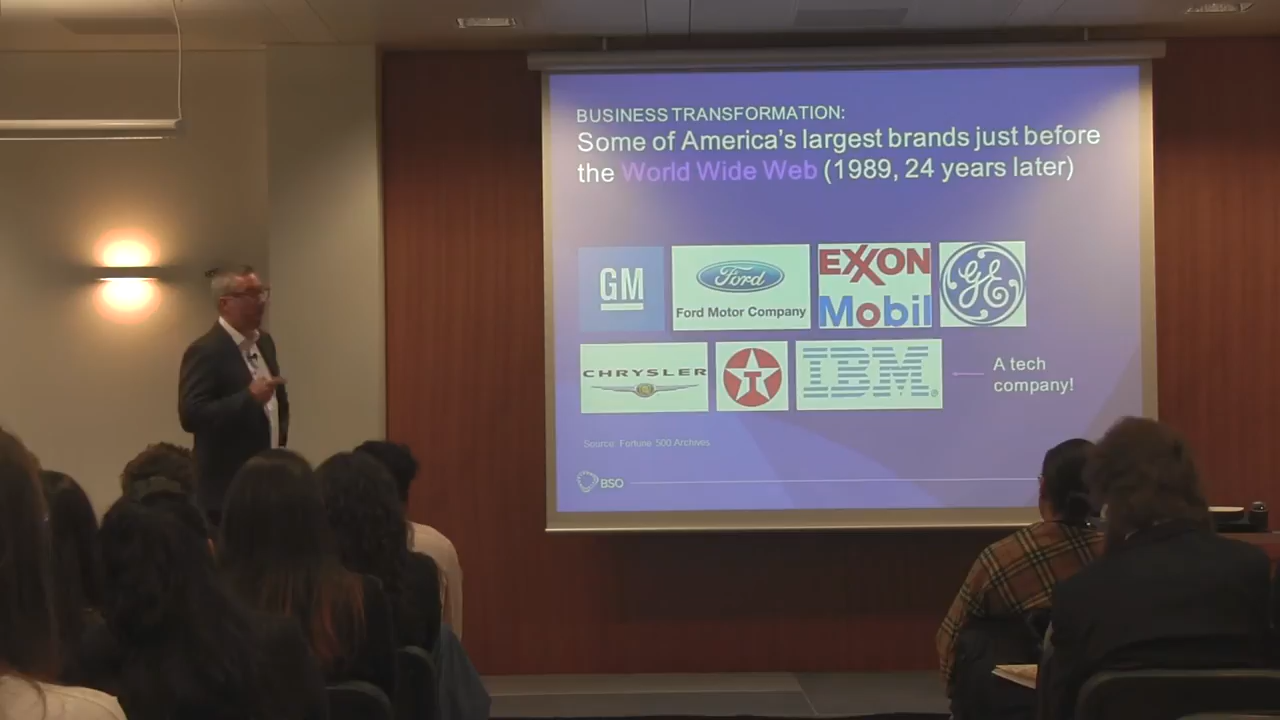 BUSINESS TRANSFORMATION:
Some of America's largest brands just before
the World Wide Web (1989, 24 years later)
GM
Ford
Ford Motor Company
EXXON
Mobil
GE
CHRYSLER
T
IBM®
A tech
company!
Source: Fortune 500 Archives
BSO